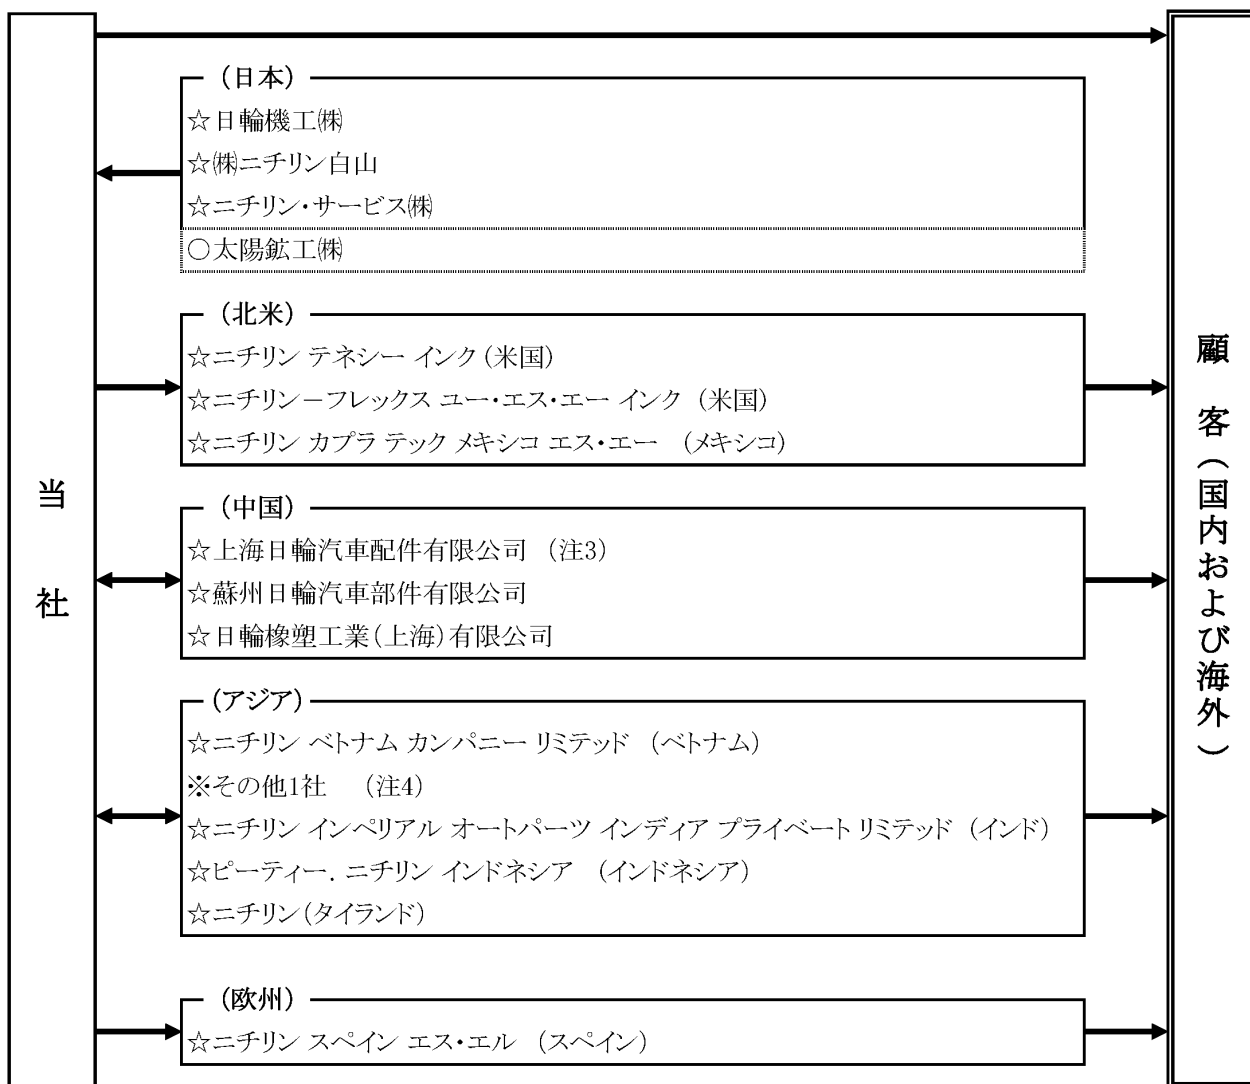 当社
(日本)
☆日輪機工㈱
☆㈱ニチリン白山
☆ニチリン・サービス㈱
○太陽鉱工㈱
(北米)
☆ニチリン テネシー インク (米国)
☆ニチリン－フレックス ユー・エス・エー インク (米国)
☆ニチリン カプラ テック メキシコ エス・エー (メキシコ)
(中国)
☆上海日輪汽車配件有限公司 (注3)
☆蘇州日輪汽車部件有限公司
☆日輪橡塑工業(上海)有限公司
(アジア)
☆ニチリン ベトナム カンパニー リミテッド (ベトナム)
※その他1社 (注4)
☆ニチリン インペリアル オートパーツ インディア プライベート リミテッド (インド)
☆ピーティー. ニチリン インドネシア (インドネシア)
☆ニチリン(タイランド)
(欧州)
☆ニチリン スペイン エス・エル (スペイン)
顧客(国内および海外)